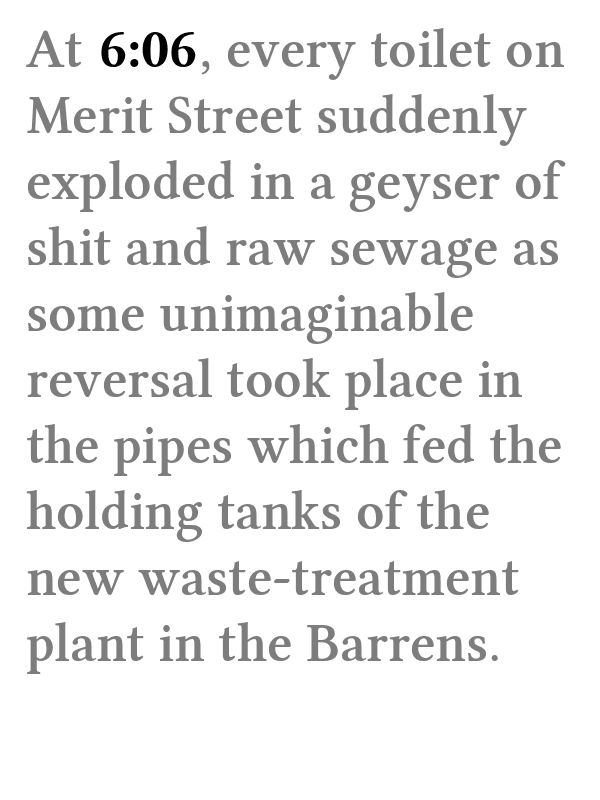 At 6:06, every toilet on
Merit Street suddenly
exploded in a geyser of
shit and raw sewage as
some unimaginable
reversal took place in
the pipes which fed the
holding tanks of the
new waste-treatment
plant in the Barrens.